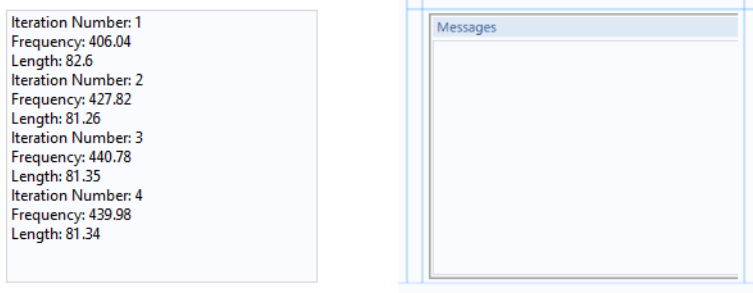 Iteration Number: 1
Frequency: 406.04
Length: 82.6
Iteration Number: 2
Frequency: 427.82
Length: 81.26
Iteration Number: 3
Frequency: 440.78
Length: 81.35
Iteration Number: 4
Frequency: 439.98
Length: 81.34
Messages